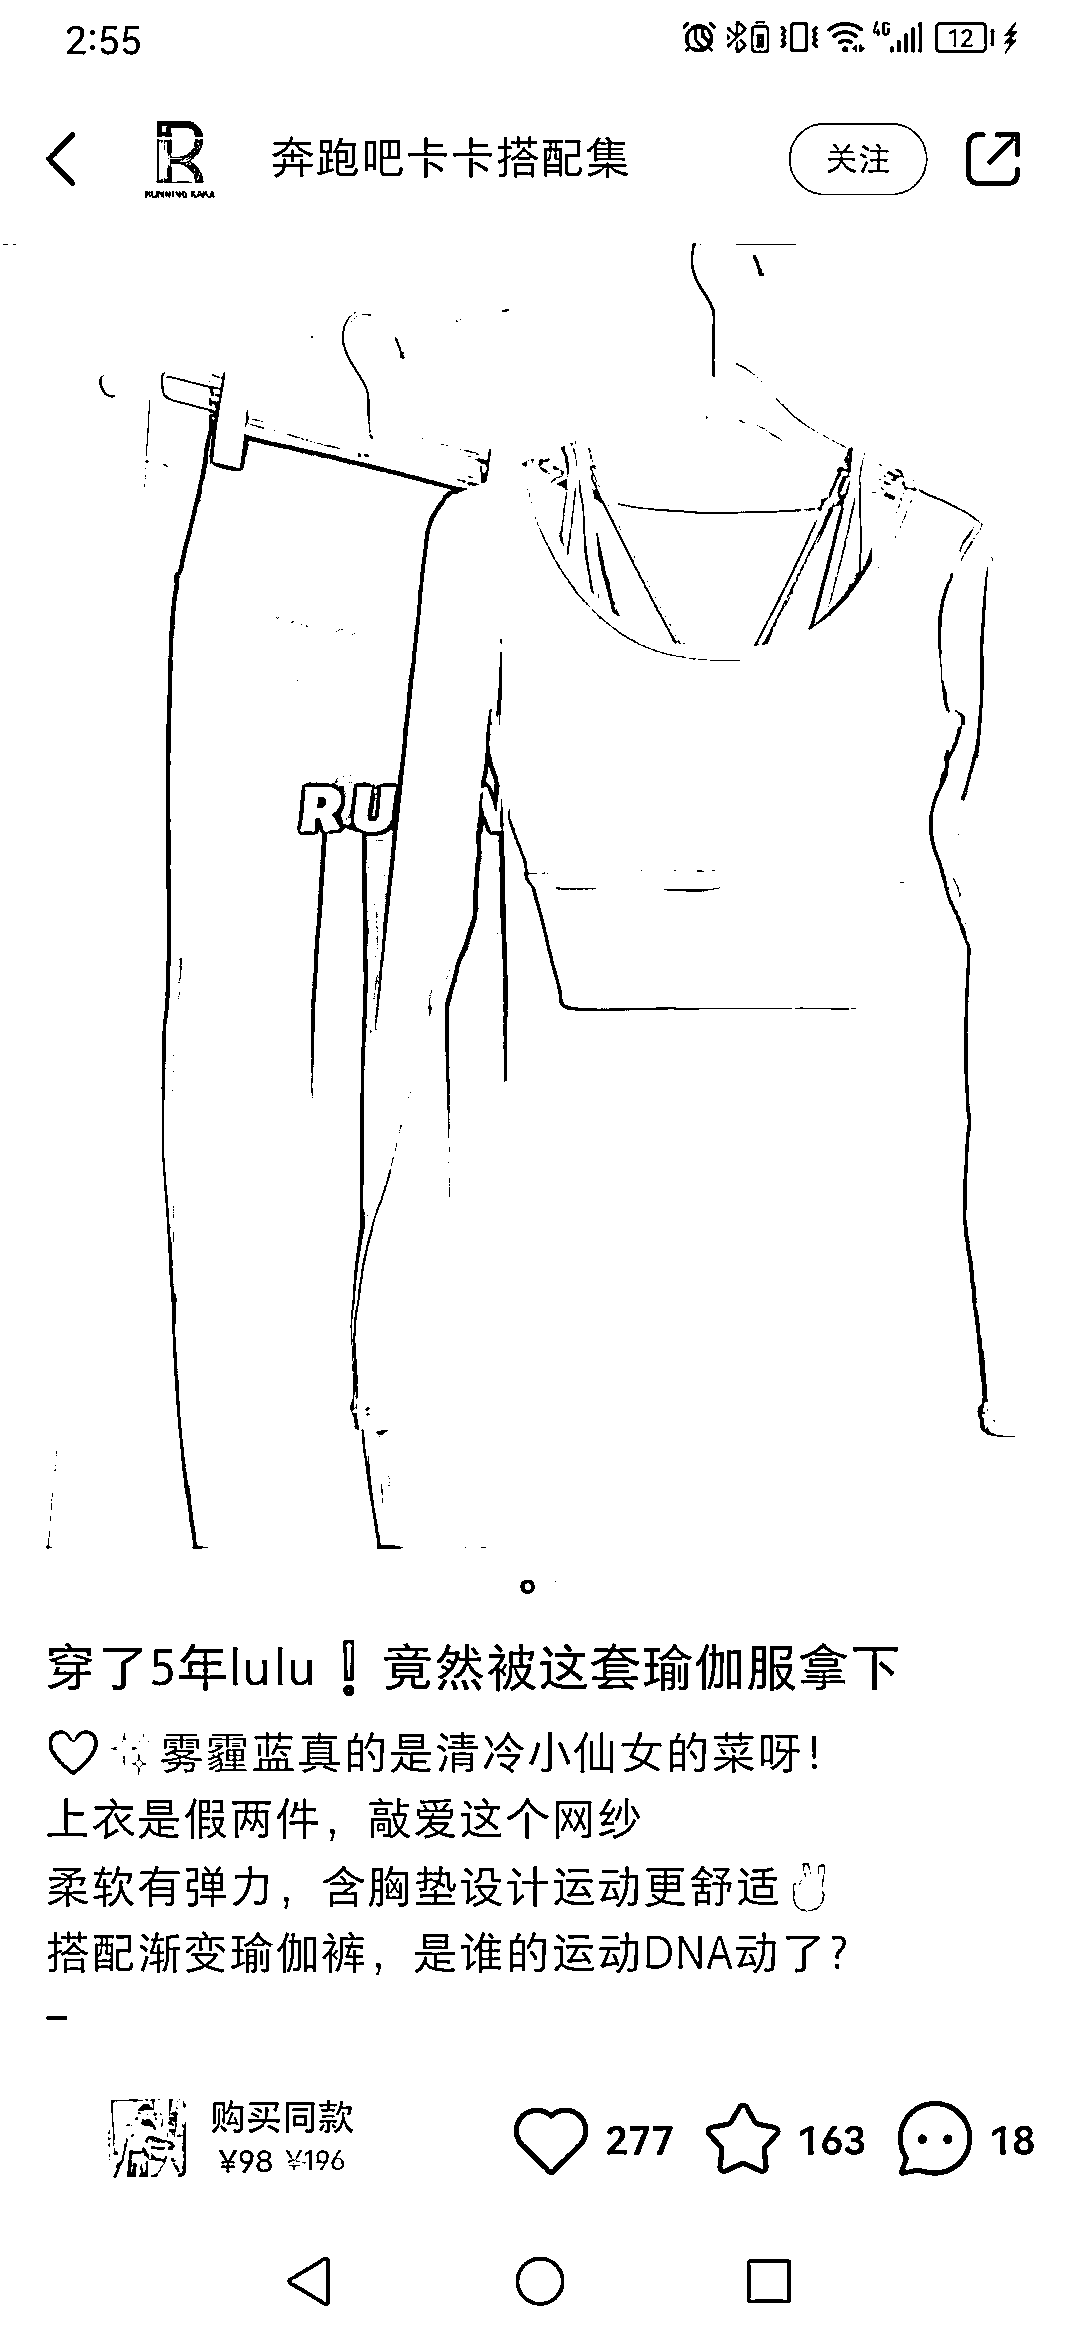 2:55
4G
12
奔跑吧卡卡搭配集
关注
RUNNING KAKA
RU
N
穿了5年lulu❗竟然被这套瑜伽服拿下
♡✨雾霾蓝真的是清冷小仙女的菜呀!
上衣是假两件，敲爱这个网纱
柔软有弹力，含胸垫设计运动更舒适✌
搭配渐变瑜伽裤，是谁的运动DNA动了?
–
购买同款
¥98 ¥196
277
163
18